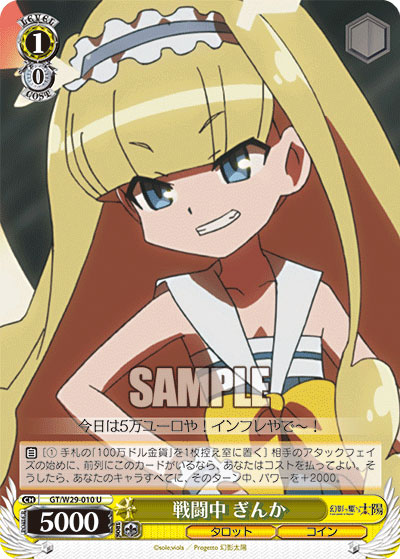 LEVEL
1
0
COST
SAMPLE
今日は5万ユーロや！インフレやで～！
[① 手札の「100万ドル金貨」を1枚控え室に置く] 相手のアタックフェイ
ズの始めに、前列にこのカードがいるなら、あなたはコストを払ってよい。そう
したら、あなたのキャラすべてに、そのターン中、パワーを+2000。
CH
GT/W29-010 U
戦闘中 ぎんか
幻影ヲ駆ケル太陽
5000
タロット
コイン
©sole;viola / Progetto 幻影太陽